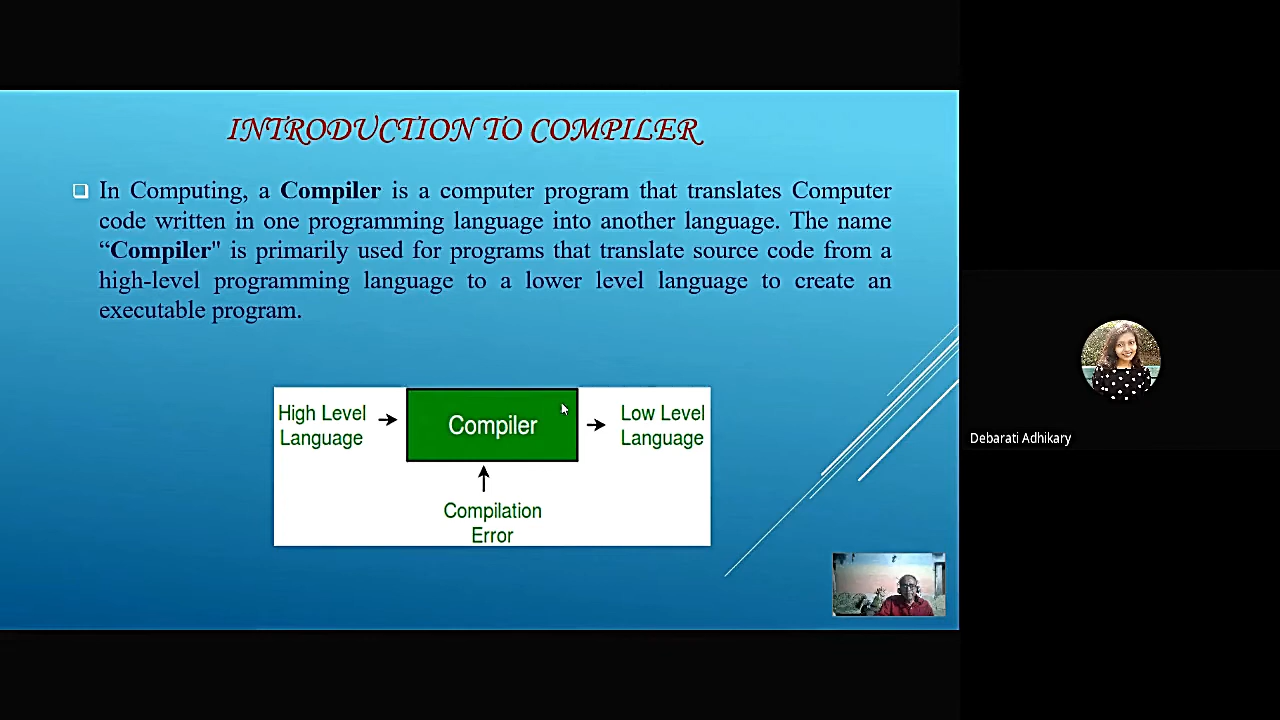 INTRODUCTION TO COMPILER
In Computing, a Compiler is a computer program that translates Computer
code written in one programming language into another language. The name
“Compiler" is primarily used for programs that translate source code from a
high-level programming language to a lower level language to create an
executable program.
High Level
Language
Compiler
Low Level
Language
Compilation
Error
Debarati Adhikary